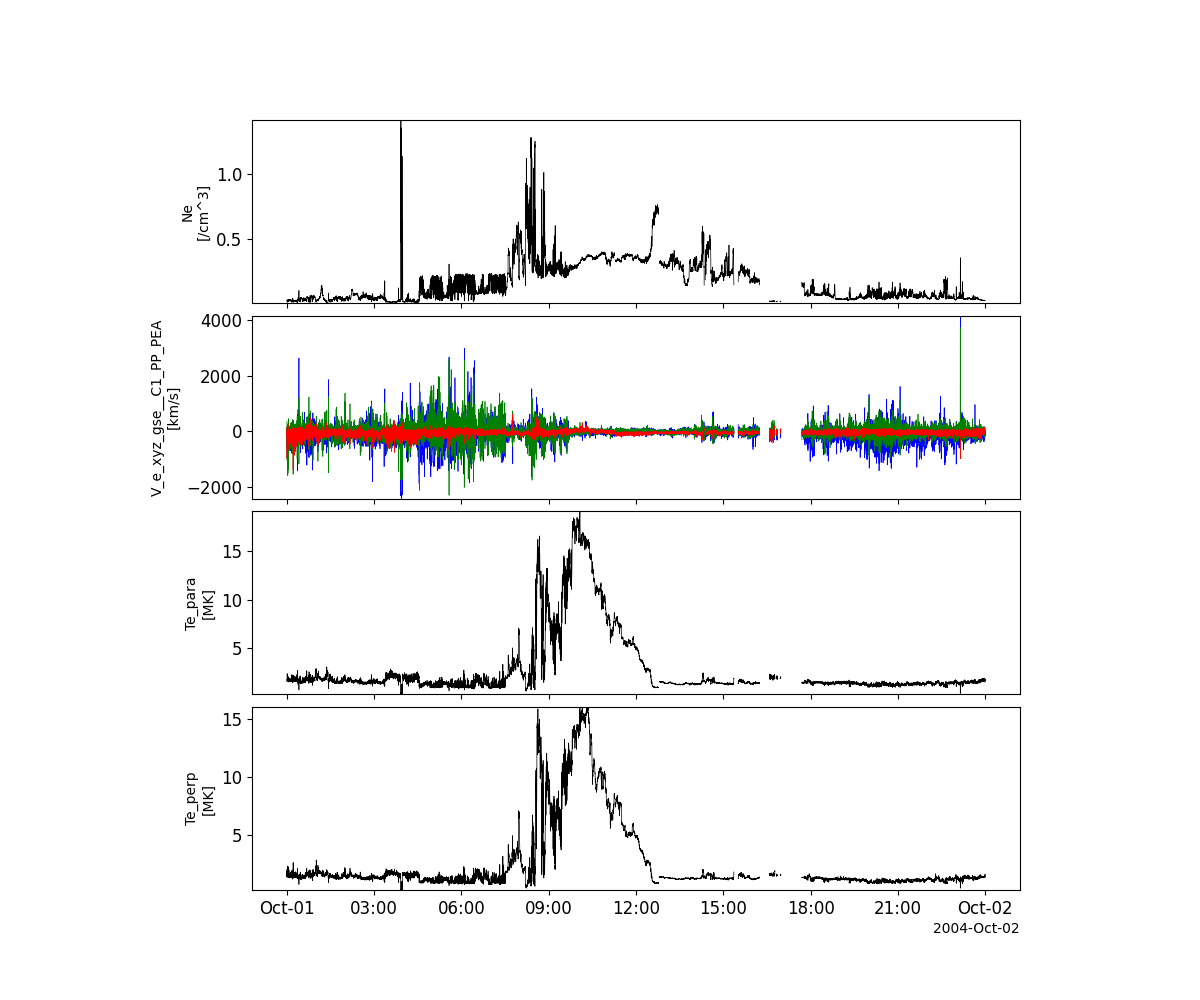 1.0
0.5
Ne
[/cm^3]
4000
2000
0
−2000
V_e_xyz_gse__C1_PP_PEA
[km/s]
15
10
5
Te_para
[MK]
15
10
5
Te_perp
[MK]
Oct-01 03:00 06:00 09:00 12:00 15:00 18:00 21:00 Oct-02
2004-Oct-02